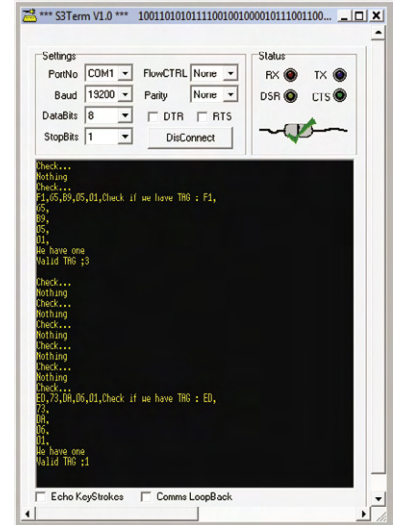 *** S3Term V1.0 *** 10011010101111001001000010111001100...
Settings
Status
PortNo COM1 FlowCTRL None
RX TX
Baud 19200 Parity None
DSR CTS
DataBits 8 DTR RTS
StopBits 1 DisConnect
Check...
Nothing
Check...
F1,65,B9,05,01,Check if we have TAG : F1,
65,
B9,
05,
01,
We have one
Valid TAG ;3
Check...
Nothing
Check...
Nothing
Check...
Nothing
Check...
Nothing
Check...
Nothing
Check...
ED,73,DA,06,01,Check if we have TAG : ED,
73,
DA,
06,
01,
We have one
Valid TAG ;1
Echo KeyStrokes Comms LoopBack